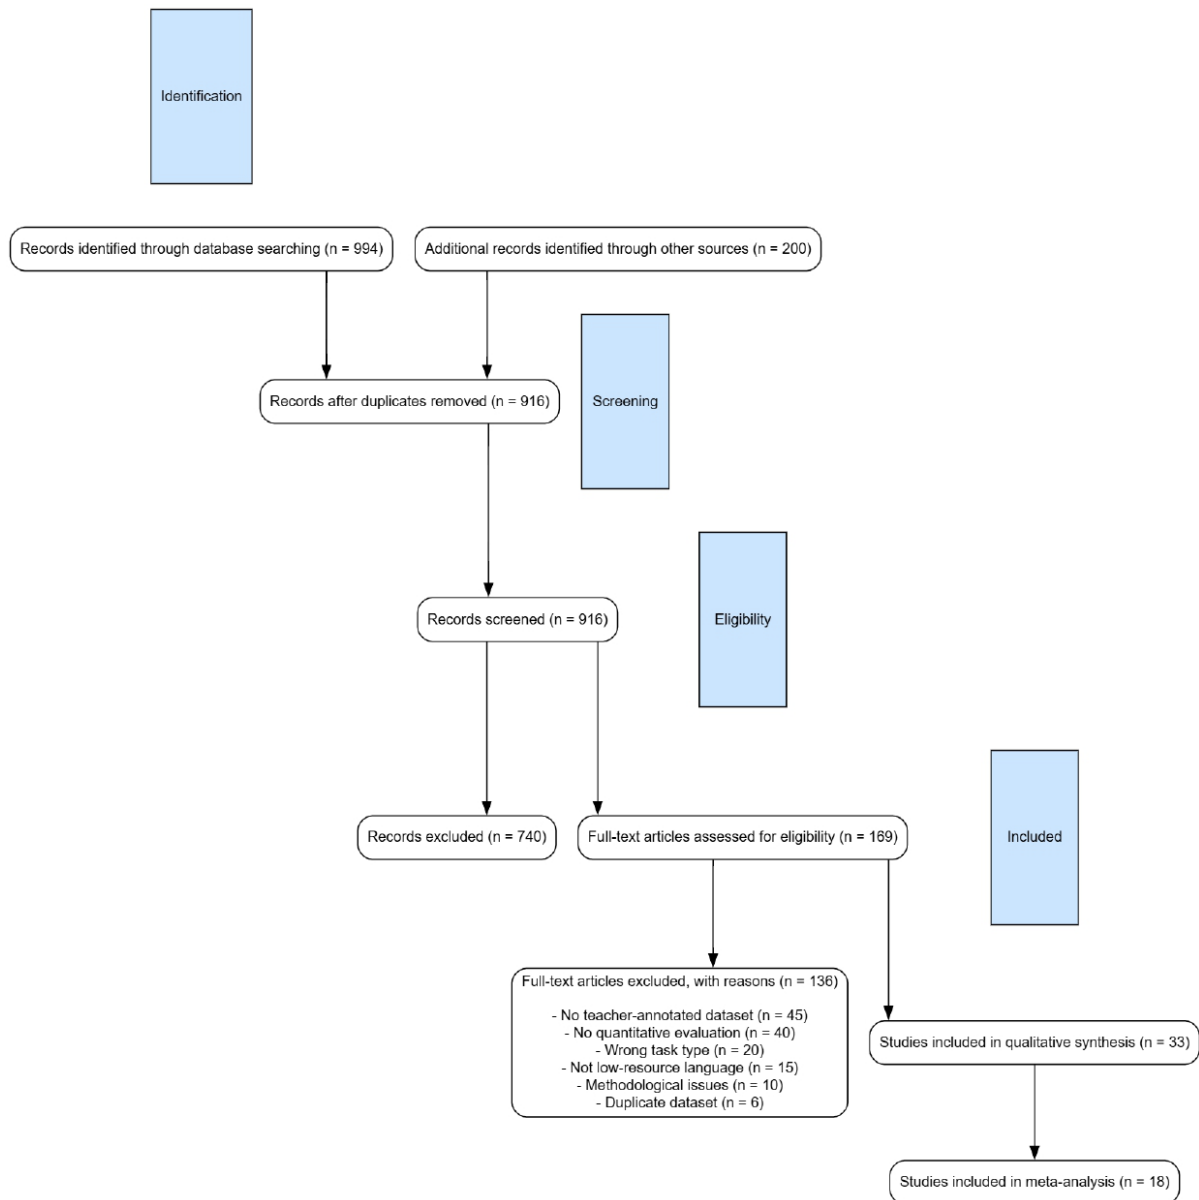 Identification
Records identified through database searching (n = 994)
Additional records identified through other sources (n = 200)
Records after duplicates removed (n = 916)
Screening
Records screened (n = 916)
Eligibility
Records excluded (n = 740)
Full-text articles assessed for eligibility (n = 169)
Included
Full-text articles excluded, with reasons (n = 136)
- No teacher-annotated dataset (n = 45)
- No quantitative evaluation (n = 40)
- Wrong task type (n = 20)
- Not low-resource language (n = 15)
- Methodological issues (n = 10)
- Duplicate dataset (n = 6)
Studies included in qualitative synthesis (n = 33)
Studies included in meta-analysis (n = 18)